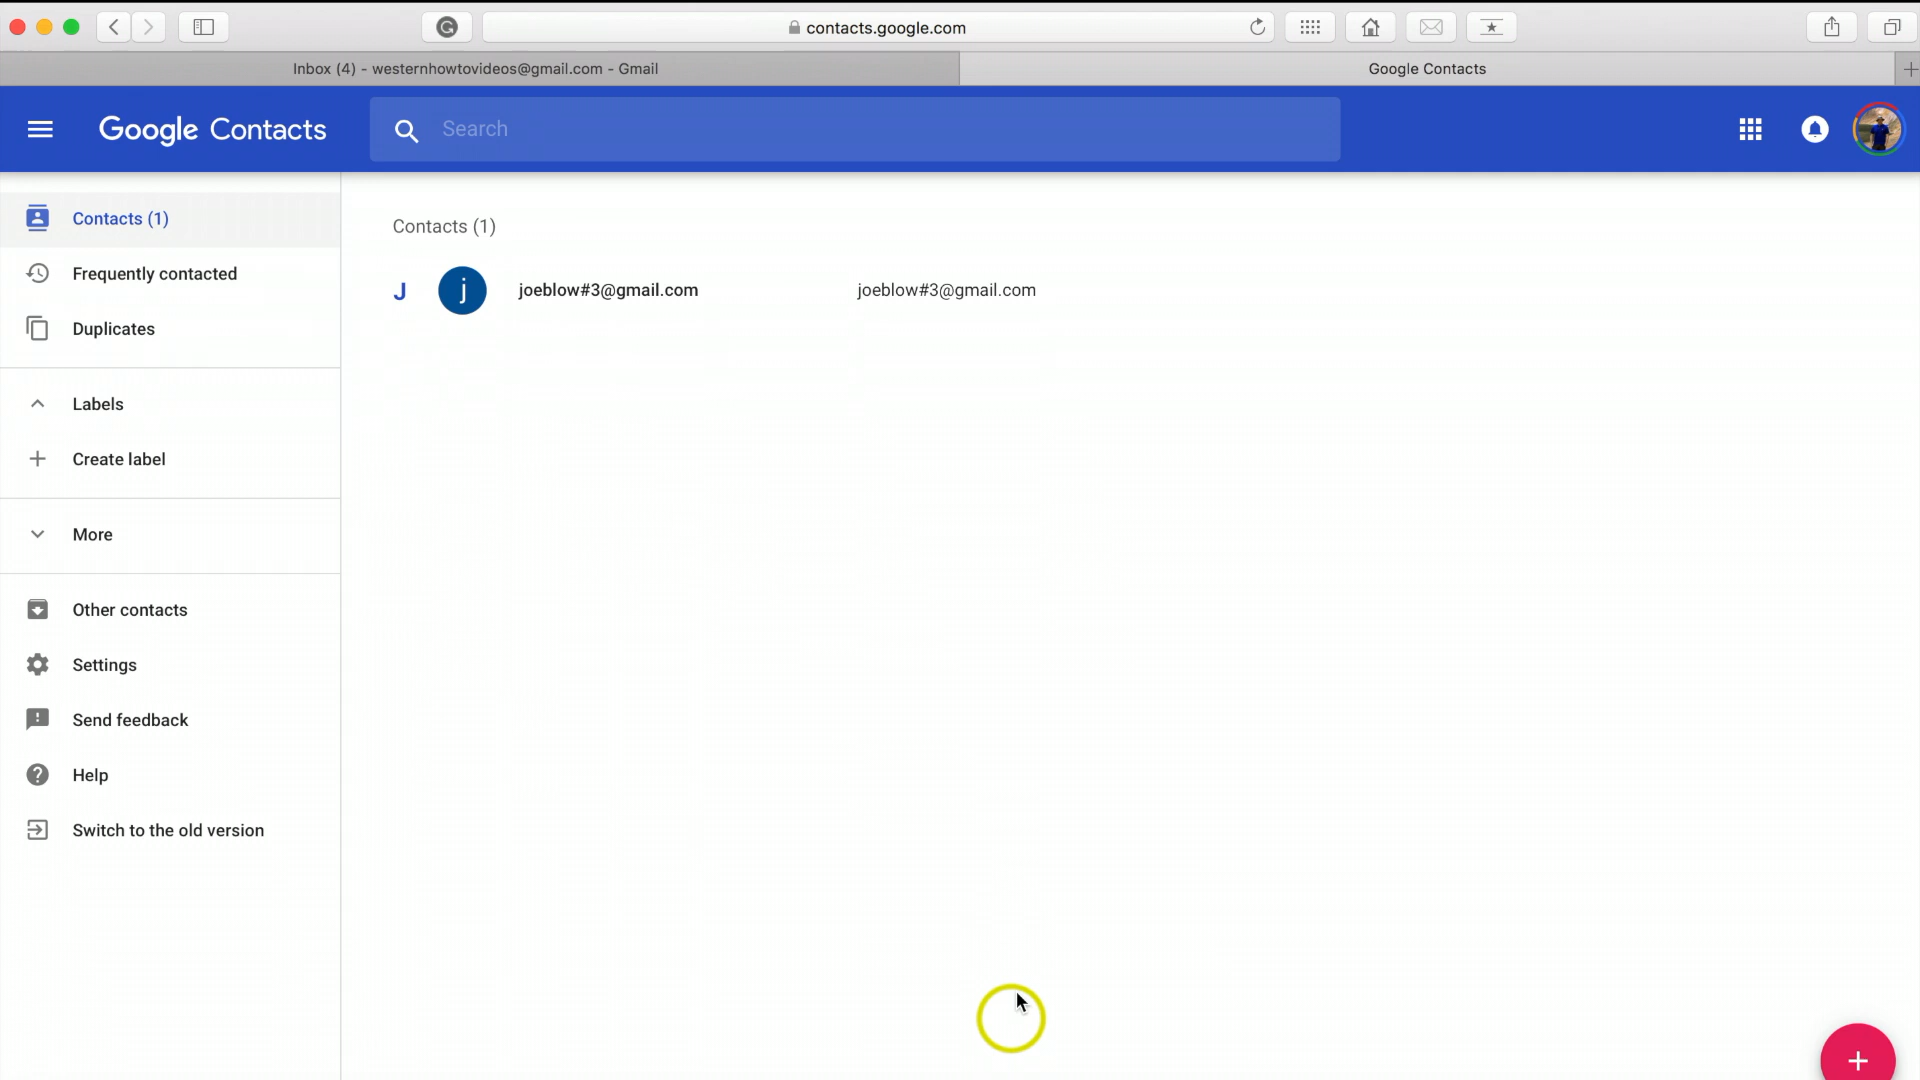 contacts.google.com
Inbox (4) - westernhowtovideos@gmail.com - Gmail
Google Contacts
Google Contacts
Search
Contacts (1)
Frequently contacted
Duplicates
Labels
Create label
More
Other contacts
Settings
Send feedback
Help
Switch to the old version
Contacts (1)
J
j
joeblow#3@gmail.com joeblow#3@gmail.com